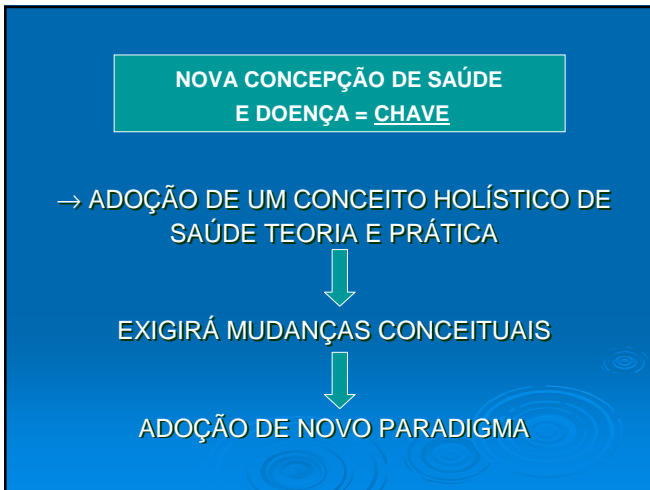 NOVA CONCEPÇÃO DE SAÚDE
E DOENÇA = CHAVE
→ ADOÇÃO DE UM CONCEITO HOLÍSTICO DE
SAÚDE TEORIA E PRÁTICA
EXIGIRÁ MUDANÇAS CONCEITUAIS
ADOÇÃO DE NOVO PARADIGMA